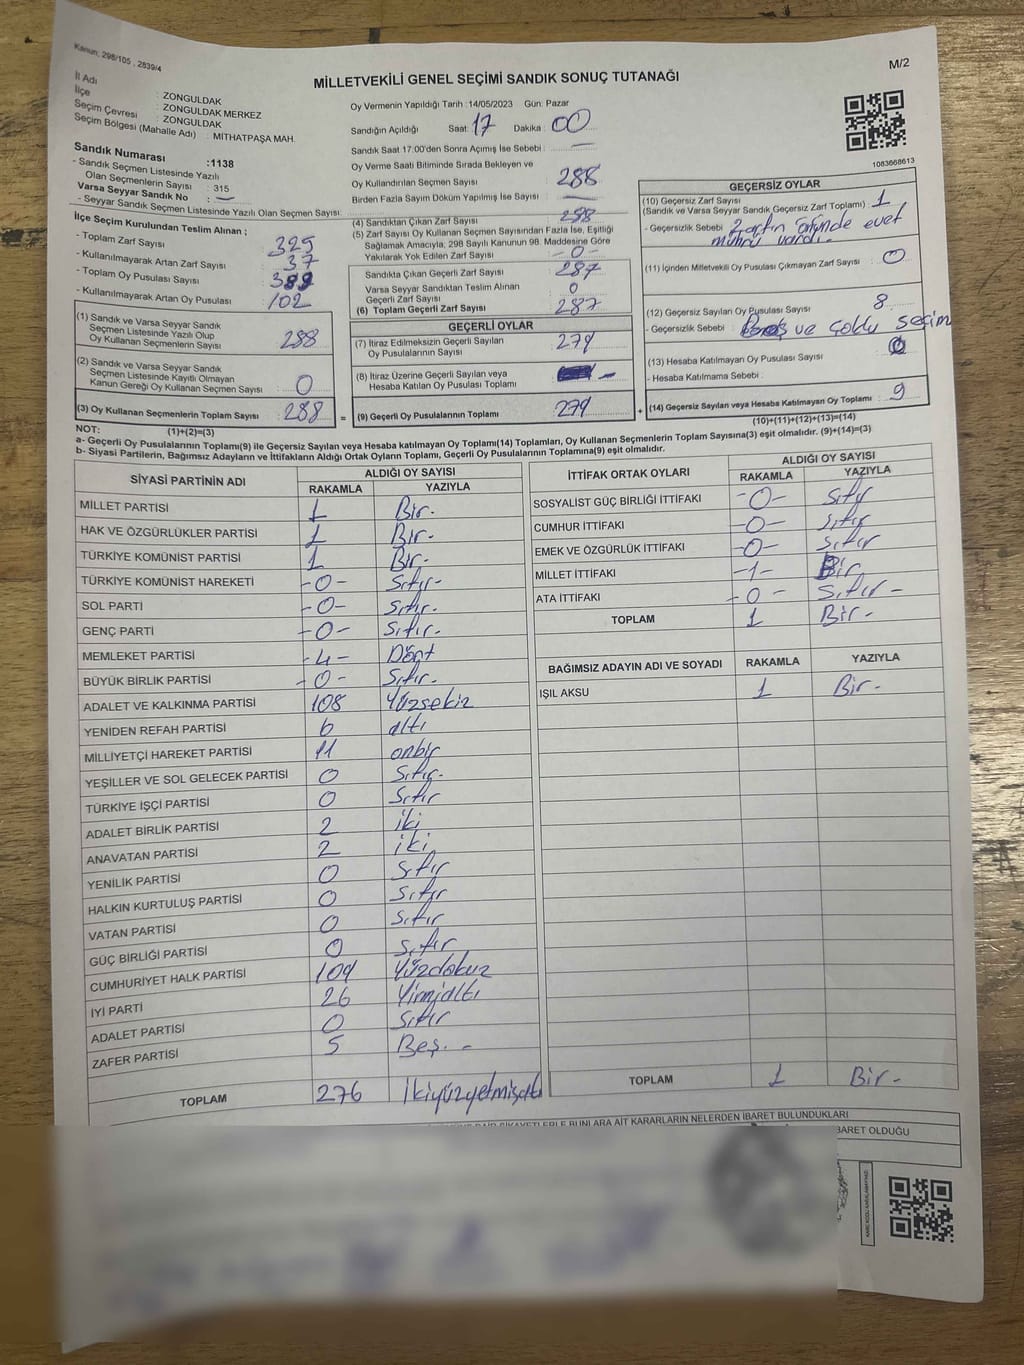 Kanun: 298/105 , 2839/4
MİLLETVEKİLİ GENEL SEÇİMİ SANDIK SONUÇ TUTANAĞI
M/2
İl Adı : ZONGULDAK
İlçe : ZONGULDAK MERKEZ
Seçim Çevresi : ZONGULDAK
Seçim Bölgesi (Mahalle Adı) : MİTHATPAŞA MAH.
Sandık Numarası :1138
- Sandık Seçmen Listesinde Yazılı
Olan Seçmenlerin Sayısı : 315
Varsa Seyyar Sandık No : —
- Seyyar Sandık Seçmen Listesinde Yazılı Olan Seçmen Sayısı:
İlçe Seçim Kurulundan Teslim Alınan ;
- Toplam Zarf Sayısı : 325
- Kullanılmayarak Artan Zarf Sayısı : 37
- Toplam Oy Pusulası Sayısı : 389
- Kullanılmayarak Artan Oy Pusulası : 102
(1) Sandık ve Varsa Seyyar Sandık
Seçmen Listesinde Yazılı Olup
Oy Kullanan Seçmenlerin Sayısı : 288
(2) Sandık ve Varsa Seyyar Sandık
Seçmen Listesinde Kayıtlı Olmayan
Kanun Gereği Oy Kullanan Seçmen Sayısı : 0
(3) Oy Kullanan Seçmenlerin Toplam Sayısı : 288 =
(1)+(2)=(3)
Oy Vermenin Yapıldığı Tarih :14/05/2023 Gün: Pazar
Sandığın Açıldığı Saat: 17 Dakika: 00
Sandık Saat 17:00'den Sonra Açımış İse Sebebi : —
Oy Verme Saati Bitiminde Sırada Bekleyen ve
Oy Kullandırılan Seçmen Sayısı : 288
Birden Fazla Sayım Döküm Yapılmış İse Sayısı : —
(4) Sandıktan Çıkan Zarf Sayısı : 288
(5) Zarf Sayısı Oy Kullanan Seçmen Sayısından Fazla İse, Eşitliği
Sağlamak Amacıyla; 298 Sayılı Kanunun 98. Maddesine Göre
Yakılarak Yok Edilen Zarf Sayısı : -0-
Sandıkta Çıkan Geçerli Zarf Sayısı : 287
Varsa Seyyar Sandıktan Teslim Alınan
Geçerli Zarf Sayısı : 0
(6) Toplam Geçerli Zarf Sayısı : 287
GEÇERLİ OYLAR
(7) İtiraz Edilmeksizin Geçerli Sayılan
Oy Pusulalarının Sayısı : 279
(8) İtiraz Üzerine Geçerli Sayılan veya
Hesaba Katılan Oy Pusulası Toplamı : -
(9) Geçerli Oy Pusulalarının Toplamı : 279 +
1083668613
GEÇERSİZ OYLAR
(10) Geçersiz Zarf Sayısı
(Sandık ve Varsa Seyyar Sandık Geçersiz Zarf Toplamı) : 1
- Geçersizlik Sebebi : Zarfın üstünde evet
mührü vardı.
(11) İçinden Milletvekili Oy Pusulası Çıkmayan Zarf Sayısı : 0
(12) Geçersiz Sayılan Oy Pusulası Sayısı : 8
- Geçersizlik Sebebi : Boş ve çoklu seçim
(13) Hesaba Katılmayan Oy Pusulası Sayısı : 0
- Hesaba Katılmama Sebebi :
(14) Geçersiz Sayılan veya Hesaba Katılmayan Oy Toplamı : 9
(10)+(11)+(12)+(13)=(14)
NOT:
a- Geçerli Oy Pusulalarının Toplamı(9) ile Geçersiz Sayılan veya Hesaba katılmayan Oy Toplamı(14) Toplamları, Oy Kullanan Seçmenlerin Toplam Sayısına(3) eşit olmalıdır. (9)+(14)=(3)
b- Siyasi Partilerin, Bağımsız Adayların ve İttifakların Aldığı Ortak Oyların Toplamı, Geçerli Oy Pusulalarının Toplamına(9) eşit olmalıdır.
SİYASİ PARTİNİN ADI ALDIĞI OY SAYISI
RAKAMLA YAZIYLA
MİLLET PARTİSİ 1 Bir-
HAK VE ÖZGÜRLÜKLER PARTİSİ 1 Bir-
TÜRKİYE KOMÜNİST PARTİSİ 1 Bir-
TÜRKİYE KOMÜNİST HAREKETİ -0- Sıfır-
SOL PARTİ -0- Sıfır-
GENÇ PARTİ -0- Sıfır-
MEMLEKET PARTİSİ -4- Dört
BÜYÜK BİRLİK PARTİSİ -0- Sıfır-
ADALET VE KALKINMA PARTİSİ 108 Yüzsekiz
YENİDEN REFAH PARTİSİ 6 altı
MİLLİYETÇİ HAREKET PARTİSİ 11 onbir
YEŞİLLER VE SOL GELECEK PARTİSİ 0 Sıfır-
TÜRKİYE İŞÇİ PARTİSİ 0 Sıfır
ADALET BİRLİK PARTİSİ 2 iki
ANAVATAN PARTİSİ 2 iki
YENİLİK PARTİSİ 0 Sıfır
HALKIN KURTULUŞ PARTİSİ 0 Sıfır
VATAN PARTİSİ 0 Sıfır
GÜÇ BİRLİĞİ PARTİSİ 0 Sıfır
CUMHURİYET HALK PARTİSİ 109 Yüzdokuz
İYİ PARTİ 26 Yirmialtı
ADALET PARTİSİ 0 Sıfır
ZAFER PARTİSİ 5 Beş. -
TOPLAM 276 İkiyüzyetmişaltı
İTTİFAK ORTAK OYLARI ALDIĞI OY SAYISI
RAKAMLA YAZIYLA
SOSYALİST GÜÇ BİRLİĞİ İTTİFAKI -0- Sıfır
CUMHUR İTTİFAKI -0- Sıfır
EMEK VE ÖZGÜRLÜK İTTİFAKI -0- Sıfır
MİLLET İTTİFAKI -1- Bir
ATA İTTİFAKI -0- Sıfır -
TOPLAM 1 Bir-
BAĞIMSIZ ADAYIN ADI VE SOYADI RAKAMLA YAZIYLA
IŞIL AKSU 1 Bir-
TOPLAM 1 Bir-
ARA AİT KARARLARIN NELERDEN İBARET BULUNDUKLARI
BARET OLDUĞU